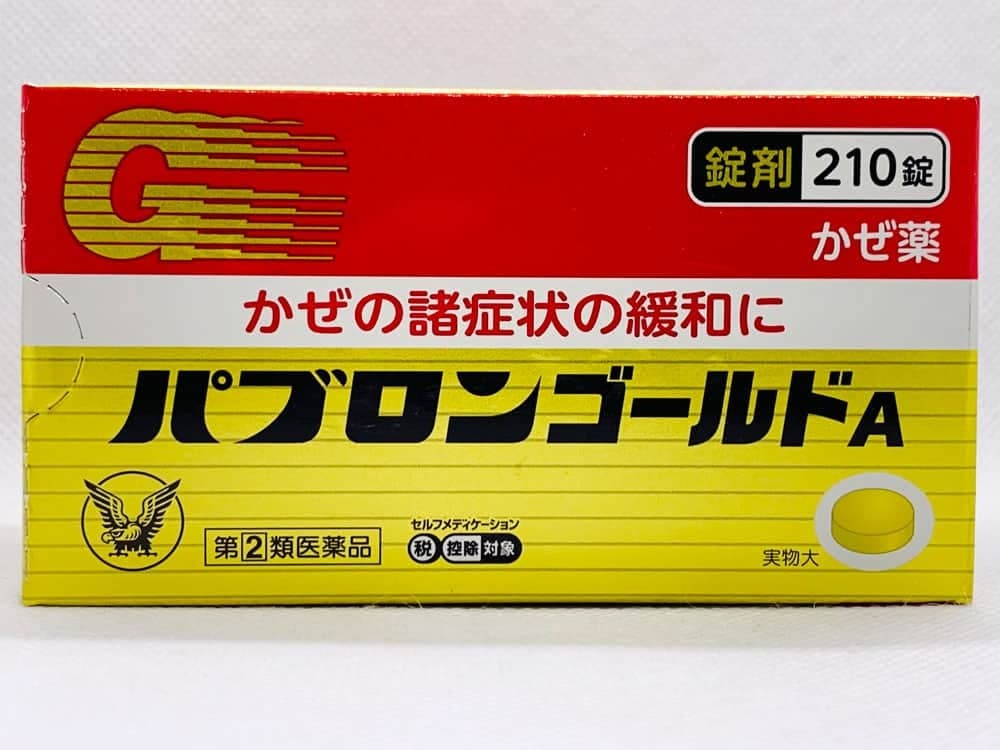 G
錠剤 210錠
かぜ薬
かぜの諸症状の緩和に
パブロンゴールドA
第②類医薬品
セルフメディケーション
税 控除 対象
実物大